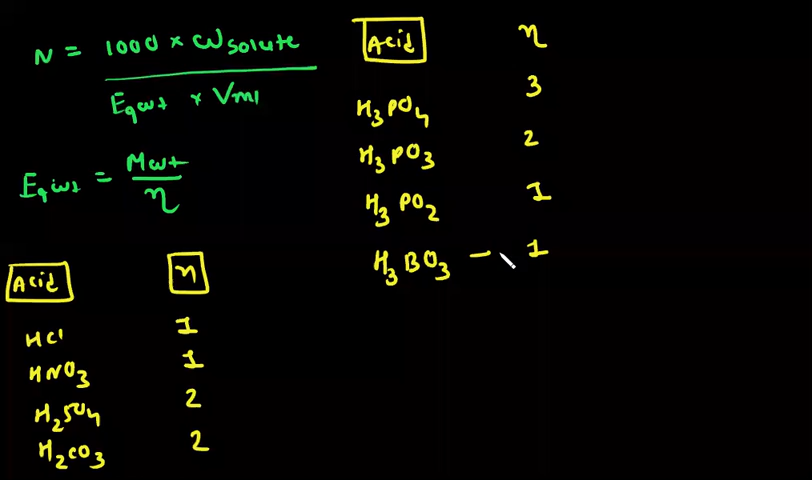 N = 1000 × Wsolute / Eqwt × Vml
Eqwt = Mwt / η
Acid η
HCl 1
HNO3 1
H2SO4 2
H2CO3 2
Acid η
H3PO4 3
H3PO3 2
H3PO2 1
H3BO3 – 1